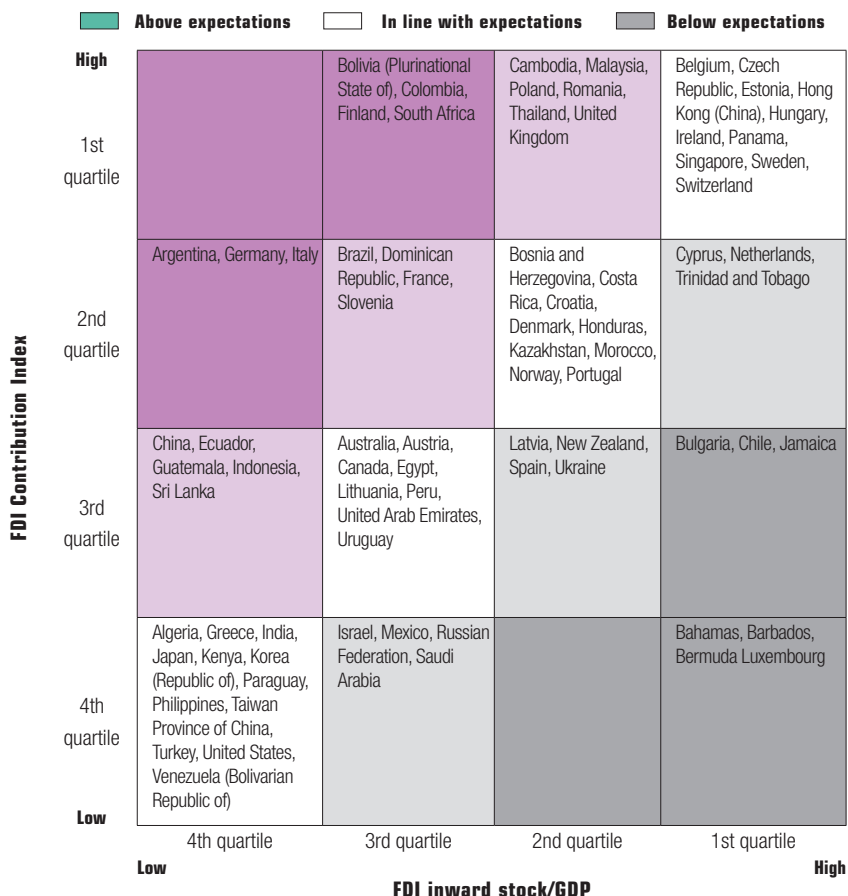 Above expectations In line with expectations Below expectations
High
1st
quartile
Bolivia (Plurinational
State of), Colombia,
Finland, South Africa
Cambodia, Malaysia,
Poland, Romania,
Thailand, United
Kingdom
Belgium, Czech
Republic, Estonia, Hong
Kong (China), Hungary,
Ireland, Panama,
Singapore, Sweden,
Switzerland
2nd
quartile
Argentina, Germany, Italy
Brazil, Dominican
Republic, France,
Slovenia
Bosnia and
Herzegovina, Costa
Rica, Croatia,
Denmark, Honduras,
Kazakhstan, Morocco,
Norway, Portugal
Cyprus, Netherlands,
Trinidad and Tobago
FDI Contribution Index
3rd
quartile
China, Ecuador,
Guatemala, Indonesia,
Sri Lanka
Australia, Austria,
Canada, Egypt,
Lithuania, Peru,
United Arab Emirates,
Uruguay
Latvia, New Zealand,
Spain, Ukraine
Bulgaria, Chile, Jamaica
4th
quartile
Algeria, Greece, India,
Japan, Kenya, Korea
(Republic of), Paraguay,
Philippines, Taiwan
Province of China,
Turkey, United States,
Venezuela (Bolivarian
Republic of)
Israel, Mexico, Russian
Federation, Saudi
Arabia
Bahamas, Barbados,
Bermuda Luxembourg
Low
4th quartile 3rd quartile 2nd quartile 1st quartile
Low High
FDI inward stock/GDP